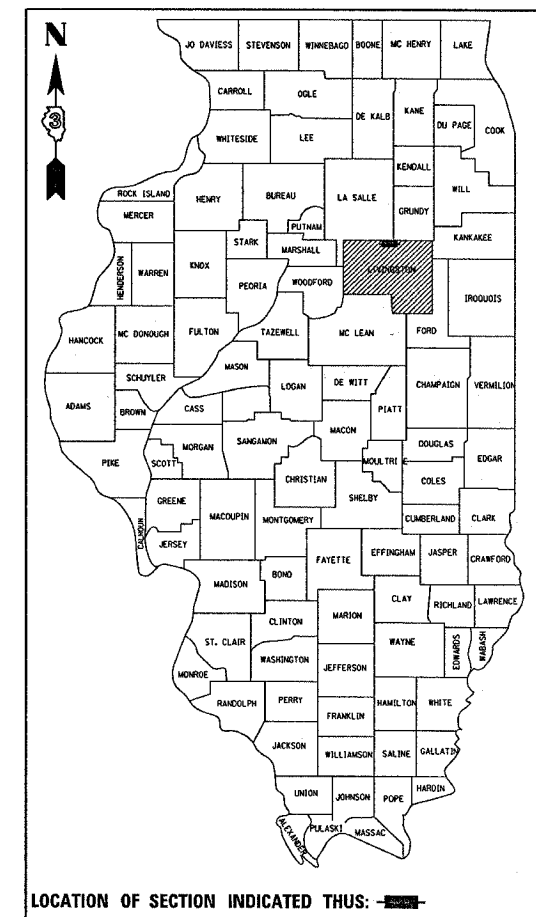 N
3
JO DAVIESS STEVENSON WINNEBAGO BOONE MC HENRY LAKE
CARROLL OGLE DE KALB KANE DU PAGE COOK
WHITESIDE LEE KENDALL WILL
ROCK ISLAND HENRY BUREAU LA SALLE GRUNDY
MERCER PUTNAM KANKAKEE
STARK MARSHALL LIVINGSTON
HENDERSON WARREN KNOX PEORIA WOODFORD IROQUOIS
HANCOCK MC DONOUGH FULTON TAZEWELL MC LEAN FORD
SCHUYLER MASON DE WITT CHAMPAIGN VERMILION
ADAMS BROWN CASS LOGAN PIATT
MACON
PIKE SCOTT MORGAN SANGAMON DOUGLAS EDGAR
CHRISTIAN MOULTRIE COLES
GREENE SHELBY
CALHOUN JERSEY MACOUPIN MONTGOMERY CUMBERLAND CLARK
FAYETTE EFFINGHAM JASPER CRAWFORD
MADISON BOND
CLAY RICHLAND LAWRENCE
CLINTON MARION
ST. CLAIR WAYNE EDWARDS WABASH
WASHINGTON JEFFERSON
MONROE
RANDOLPH PERRY HAMILTON WHITE
FRANKLIN
JACKSON WILLIAMSON SALINE GALLATIN
UNION JOHNSON POPE HARDIN
ALEXANDER PULASKI MASSAC
LOCATION OF SECTION INDICATED THUS: